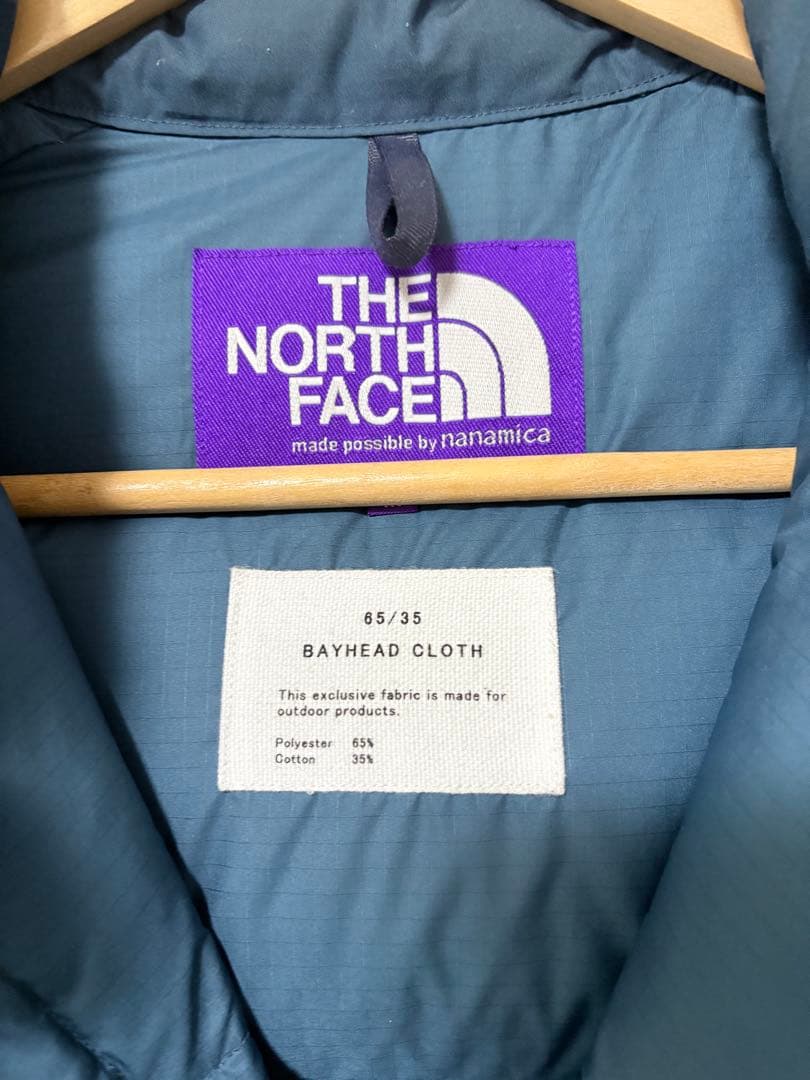 THE
NORTH
FACE
made possible by nanamica
65/35
BAYHEAD CLOTH
This exclusive fabric is made for
outdoor products.
Polyester 65%
Cotton 35%